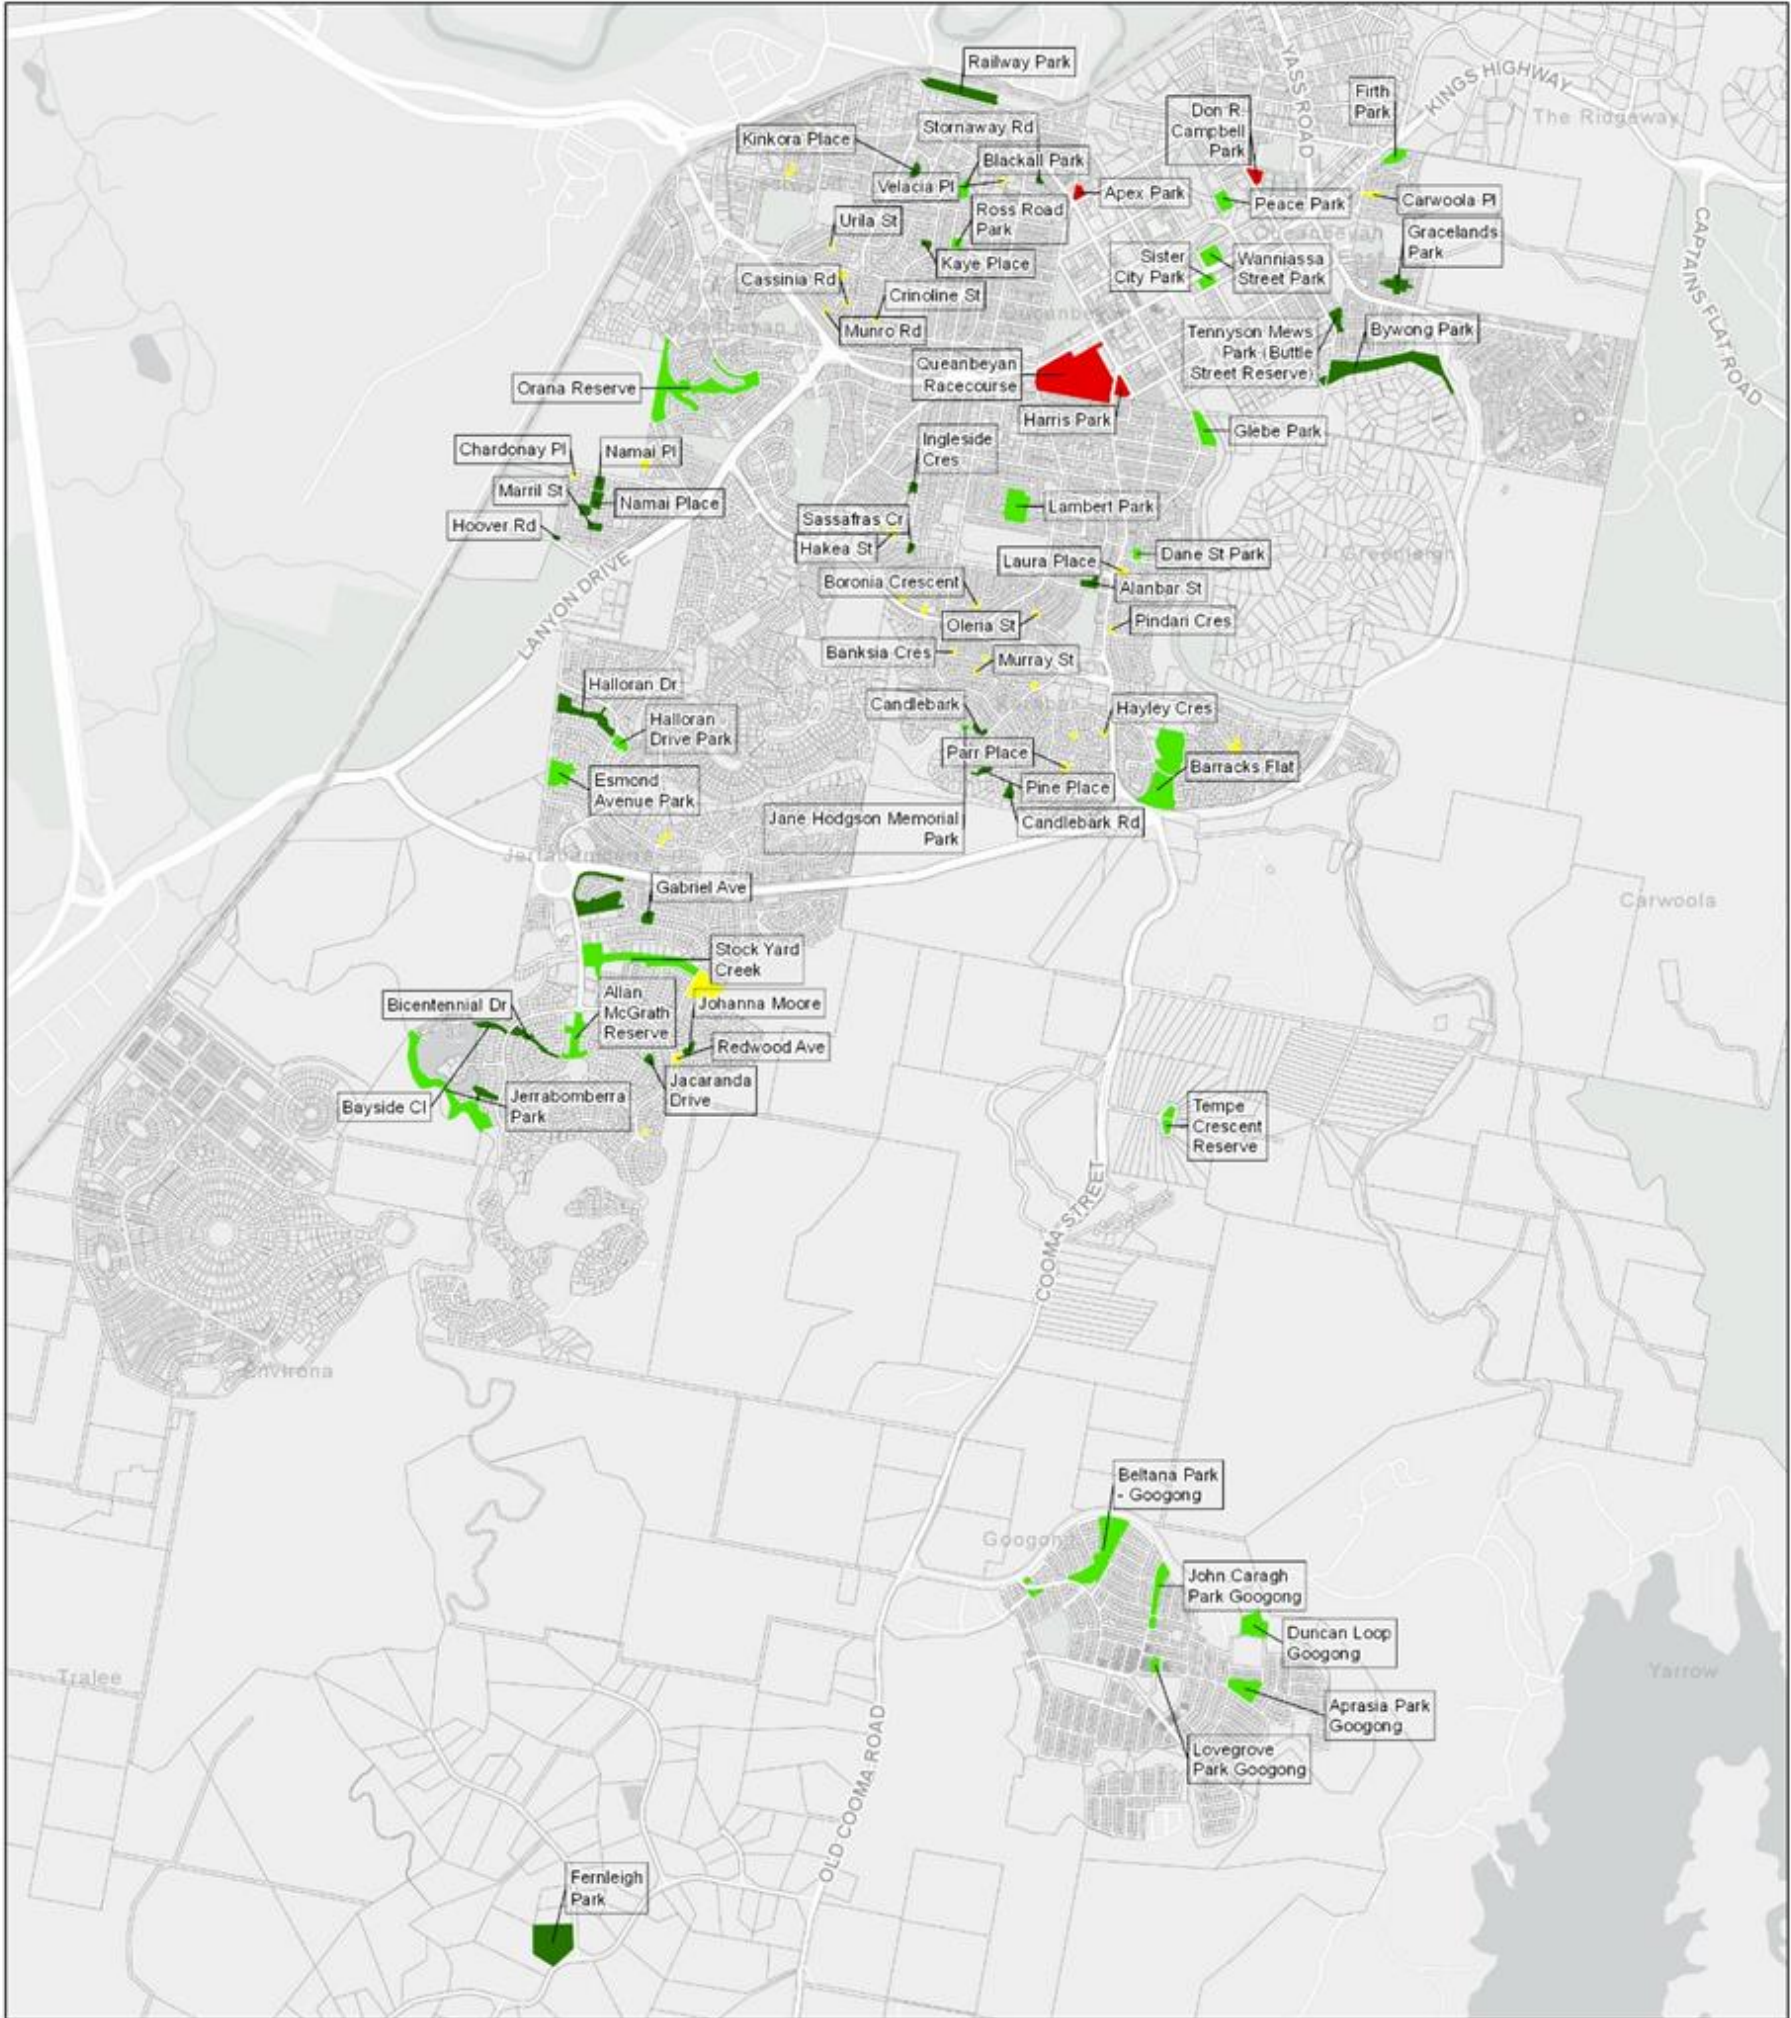 Railway Park
YASS ROAD
KINGS HIGHWAY
Firth
Park
The Ridgeway
Don R.
Campbell
Park
Stornaway Rd
Kinkora Place
Blackall Park
Velacia Pl
Apex Park
Peace Park
Carwoola Pl
Urila St
Ross Road
Park
Kaye Place
Sister
City Park
Wanniassa
Street Park
Queanbeyan
East
Gracelands
Park
CAPTAINS FLAT ROAD
Cassinia Rd
Crinoline St
Munro Rd
Queanbeyan
Tennyson Mews
Park (Buttle
Street Reserve)
Bywong Park
Queanbeyan
Racecourse
Orana Reserve
Harris Park
Glebe Park
Ingleside
Cres
Chardonay Pl
Namai Pl
Marril St
Namai Place
Lambert Park
Hoover Rd
Sassafras Cr
Hakea St
Laura Place
Dane St Park
Greenleigh
LANYON DRIVE
Boronia Crescent
Alanbar St
Oleria St
Pindari Cres
Banksia Cres
Murray St
Halloran Dr
Candlebark
Karabar
Hayley Cres
Halloran
Drive Park
Parr Place
Barracks Flat
Esmond
Avenue Park
Pine Place
Jane Hodgson Memorial
Park
Candlebark Rd
Jerrabomberra
Gabriel Ave
Carwoola
Stock Yard
Creek
Bicentennial Dr
Allan
McGrath
Reserve
Johanna Moore
Redwood Ave
Jacaranda
Drive
Bayside Cl
Jerrabomberra
Park
Tempe
Crescent
Reserve
COOMA STREET
Environa
Beltana Park
- Googong
Googong
John Caragh
Park Googong
Duncan Loop
Googong
Tralee
Yarrow
Aprasia Park
Googong
Lovegrove
Park Googong
OLD COOMA ROAD
Fernleigh
Park